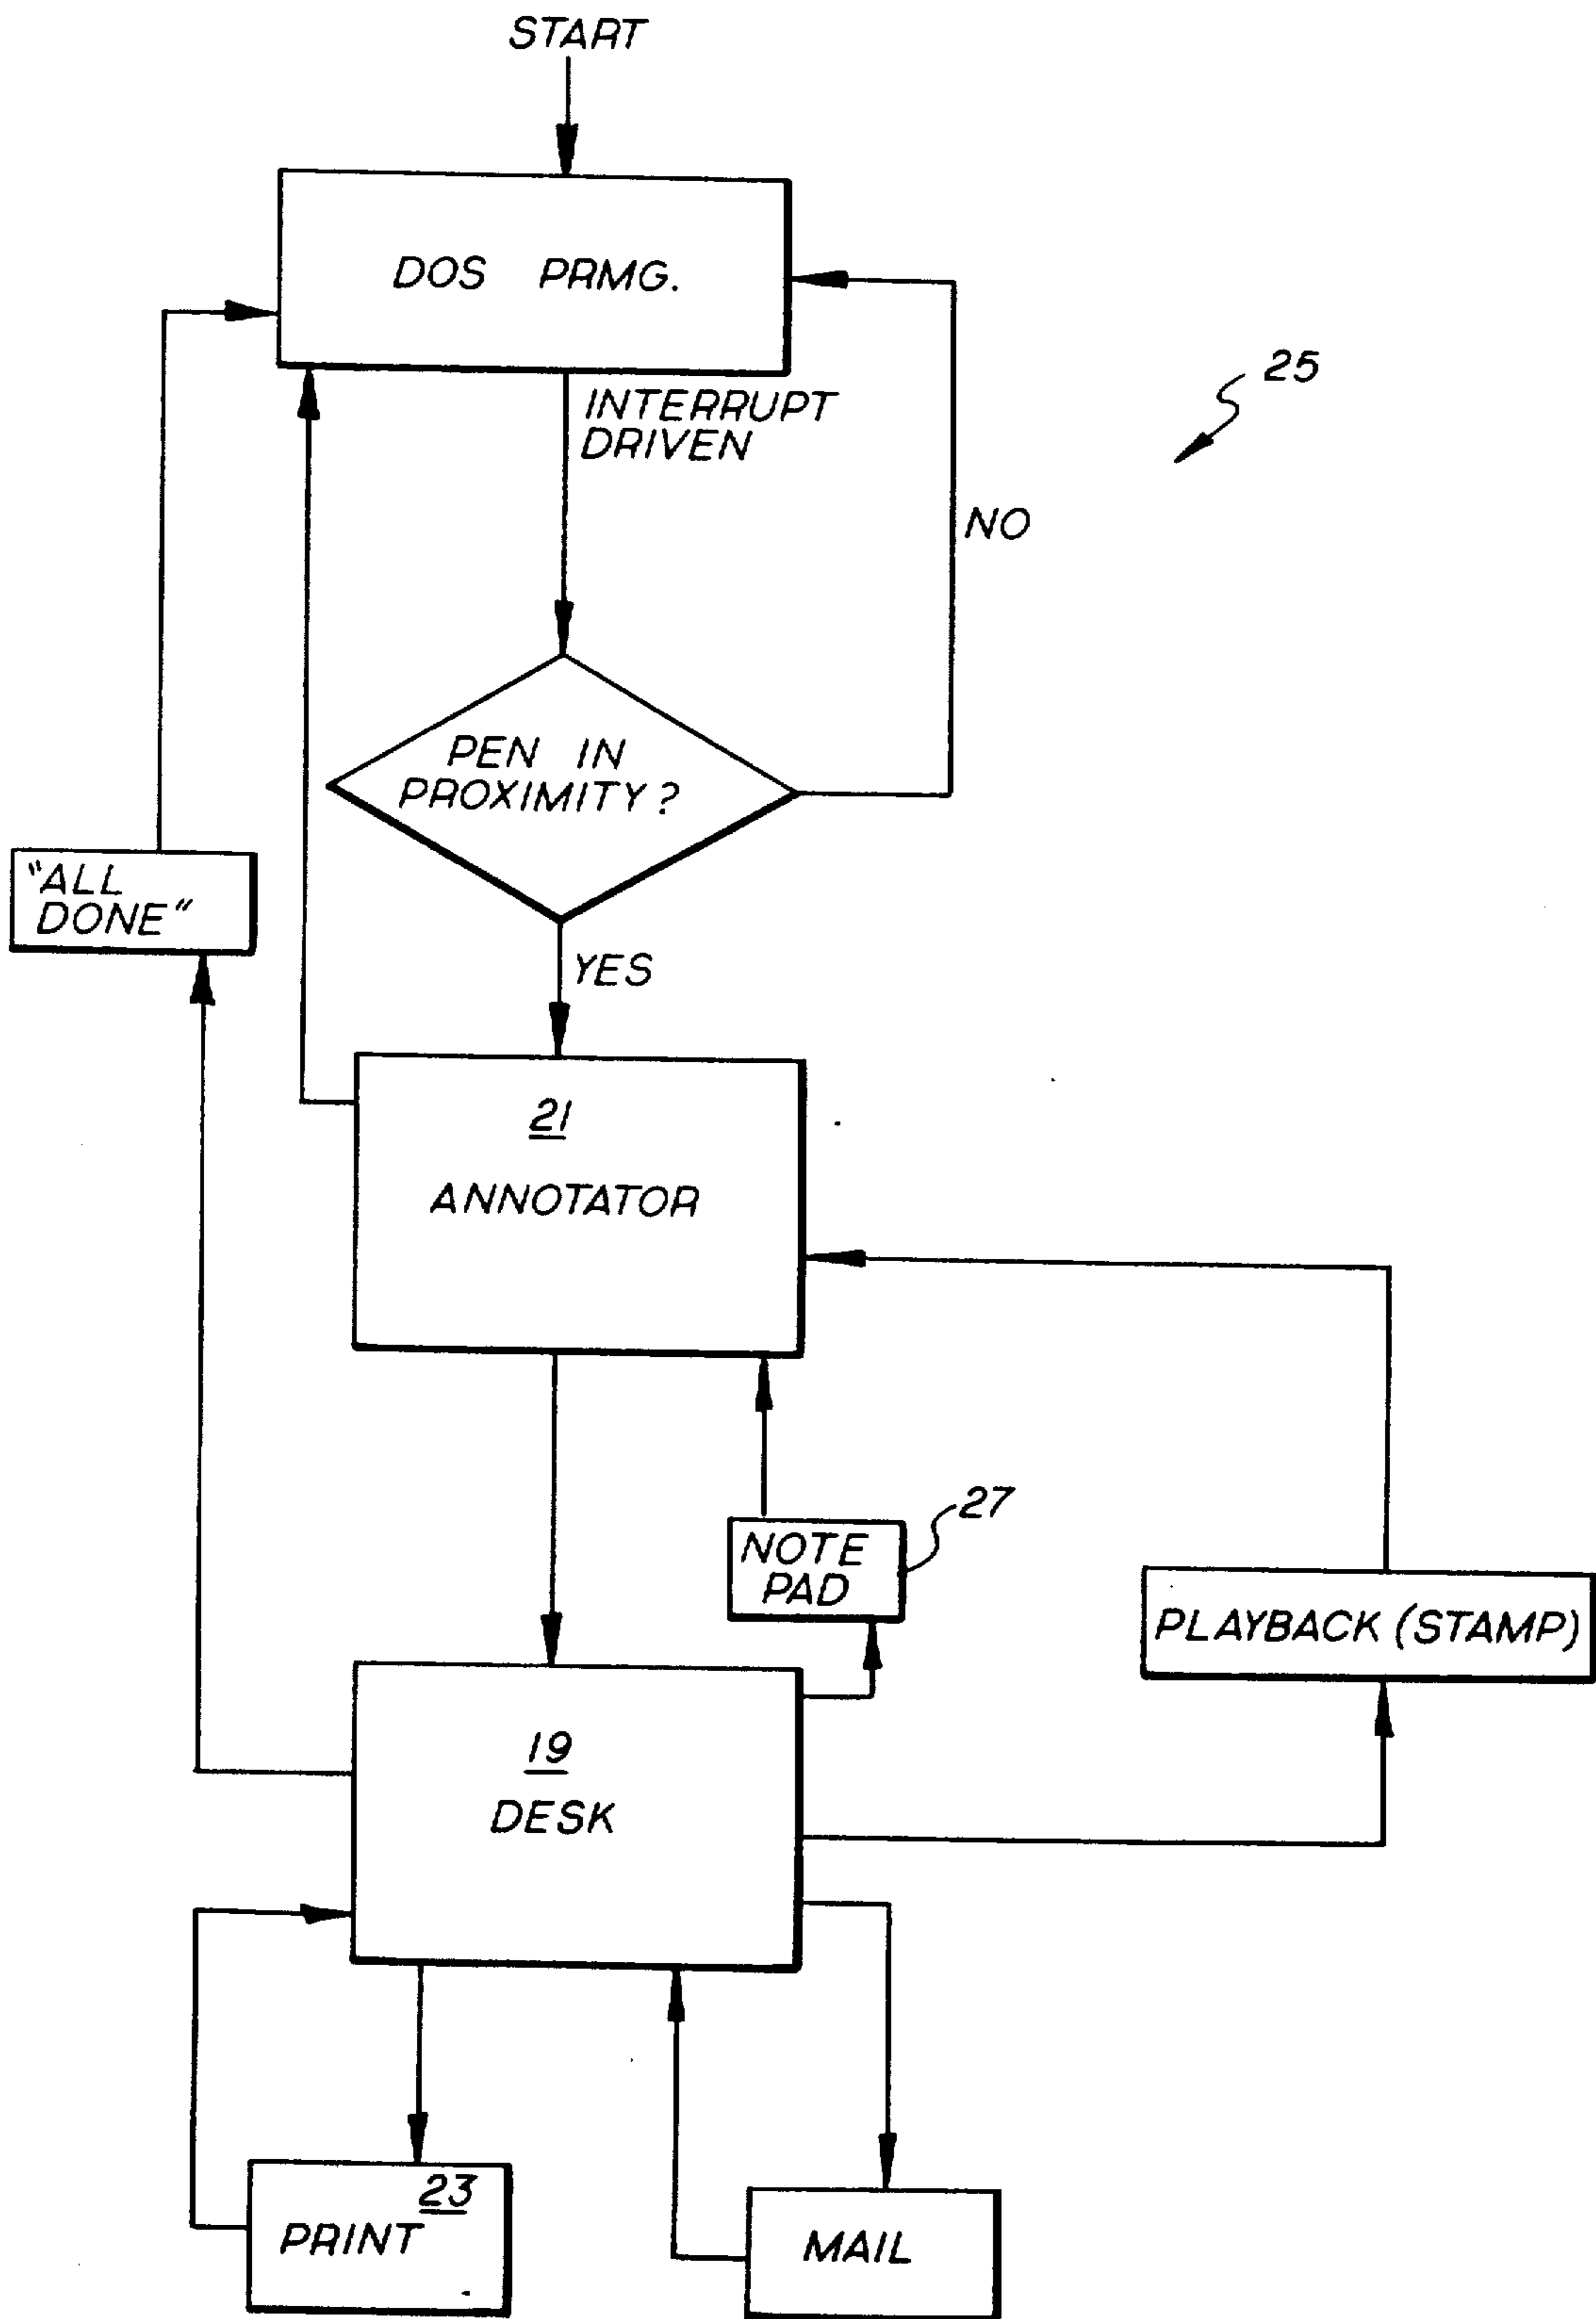 START
DOS PRMG.
25
INTERRUPT
DRIVEN
NO
PEN IN
PROXIMITY?
"ALL
DONE"
YES
21
ANNOTATOR
27
NOTE
PAD
PLAYBACK (STAMP)
19
DESK
23
PRINT
MAIL